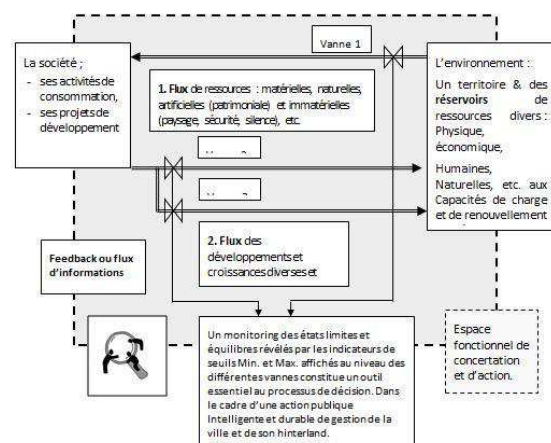 Vanne 1
La société ;
- ses activités de
consommation,
- ses projets de
développement
L'environnement :
Un territoire & des
réservoirs de
ressources divers :
Physique,
économique,
Humaines,
Naturelles, etc. aux
Capacités de charge
et de renouvellement
1. Flux de ressources : matérielles, naturelles,
artificielles (patrimoniale) et immatérielles
(paysage, sécurité, silence), etc.
2. Flux des
développements et
croissances diverses et
Feedback ou flux
d'informations
Un monitoring des états limites et
équilibres révélés par les indicateurs de
seuils Min. et Max. affichés au niveau des
différentes vannes constitue un outil
essentiel au processus de décision. Dans
le cadre d'une action publique
Intelligente et durable de gestion de la
ville et de son hinterland.
Espace
fonctionnel de
concertation
et d'action.